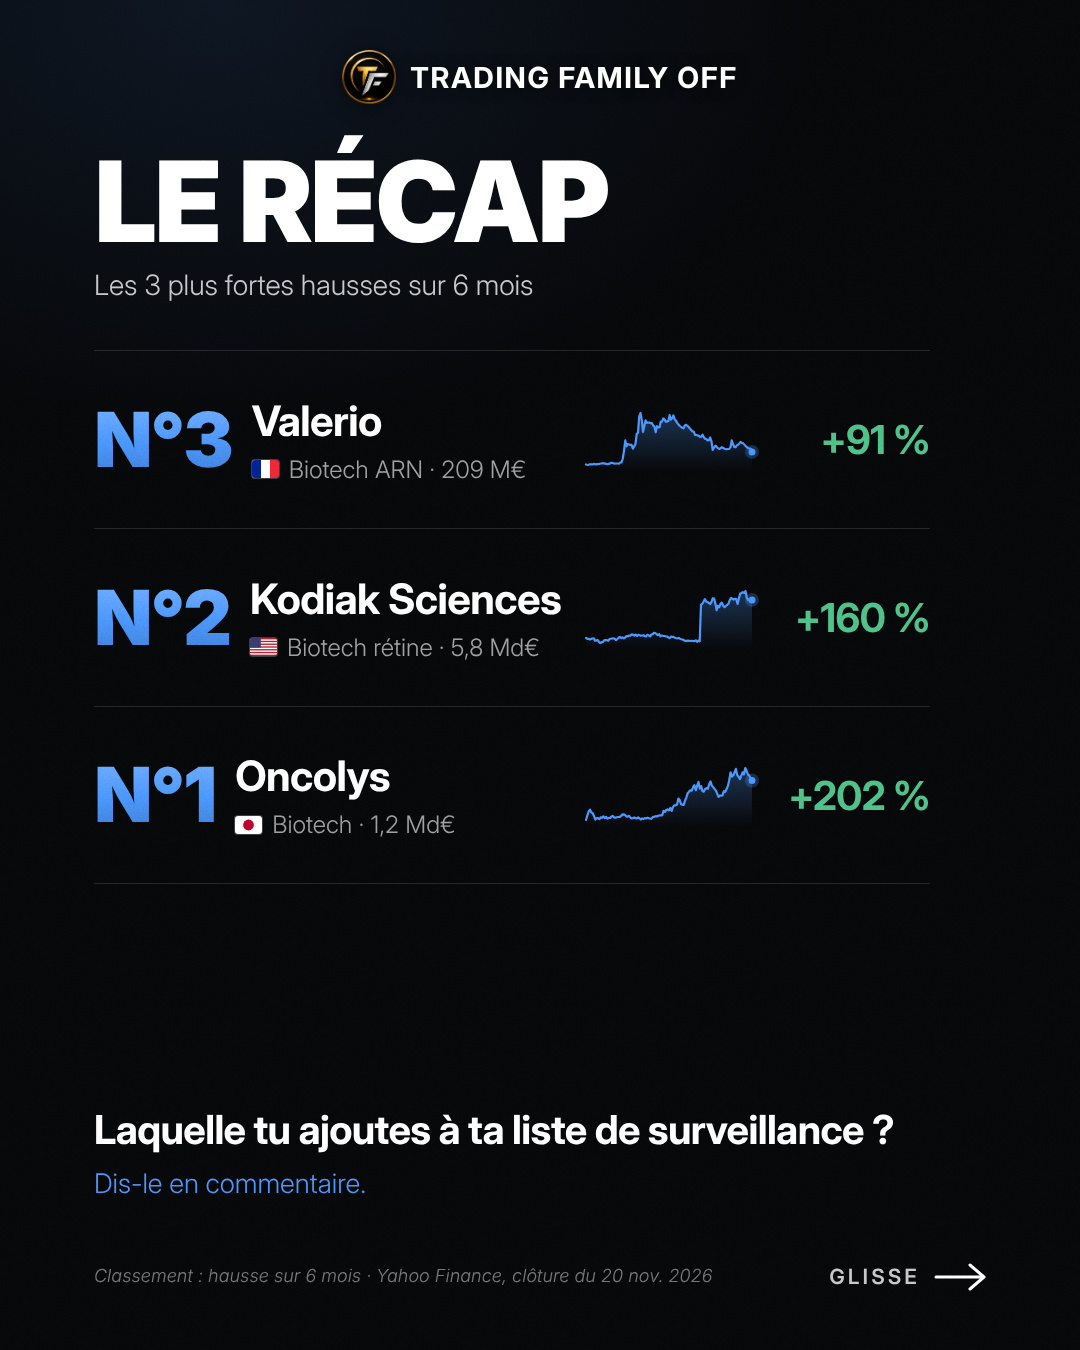 TF TRADING FAMILY OFF
LE RÉCAP
Les 3 plus fortes hausses sur 6 mois
N°3 Valerio +91 %
Biotech ARN · 209 M€
N°2 Kodiak Sciences +160 %
Biotech rétine · 5,8 Md€
N°1 Oncolys +202 %
Biotech · 1,2 Md€
Laquelle tu ajoutes à ta liste de surveillance ?
Dis-le en commentaire.
Classement : hausse sur 6 mois · Yahoo Finance, clôture du 20 nov. 2026
GLISSE